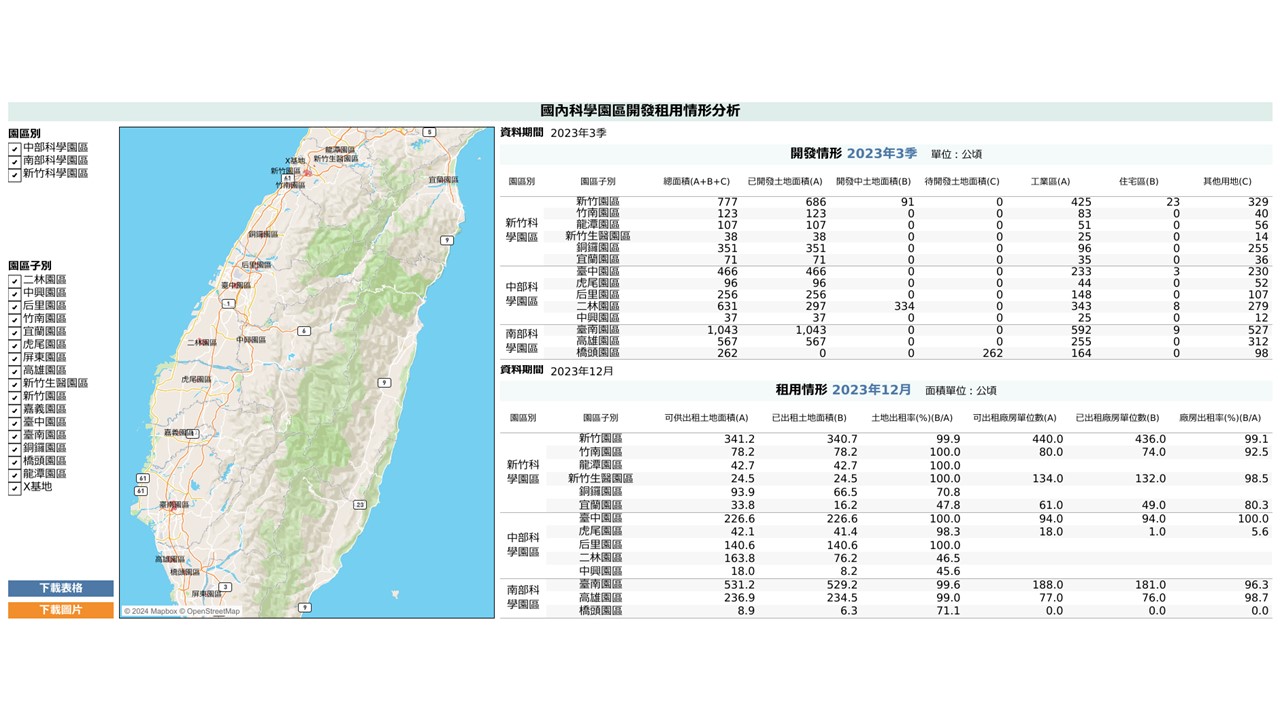 國內科學園區開發租用情形分析
園區別
✔ 中部科學園區
✔ 南部科學園區
✔ 新竹科學園區
園區子別
✔ 二林園區
✔ 中興園區
✔ 后里園區
✔ 竹南園區
✔ 宜蘭園區
✔ 虎尾園區
✔ 屏東園區
✔ 高雄園區
✔ 新竹生醫園區
✔ 新竹園區
✔ 嘉義園區
✔ 臺中園區
✔ 臺南園區
✔ 銅鑼園區
✔ 橋頭園區
✔ 龍潭園區
✔ X基地
下載表格
下載圖片
5
龍潭園區
X基地
新竹生醫園區
新竹園區
61
竹南園區
宜蘭園區
銅鑼園區
9
后里園區
臺中園區
1
6
中興園區
二林園區
虎尾園區
9
嘉義園區
1
61
61
臺南園區
23
高雄園區
橋頭園區
3
屏東園區
9
© 2024 Mapbox © OpenStreetMap
資料期間 2023年3季
開發情形 2023年3季 單位：公頃
園區別 園區子別 總面積(A+B+C) 已開發土地面積(A) 開發中土地面積(B) 待開發土地面積(C) 工業區(A) 住宅區(B) 其他用地(C)
新竹科學園區 新竹園區 777 686 91 0 425 23 329
竹南園區 123 123 0 0 83 0 40
龍潭園區 107 107 0 0 51 0 56
新竹生醫園區 38 38 0 0 25 0 14
銅鑼園區 351 351 0 0 96 0 255
宜蘭園區 71 71 0 0 35 0 36
中部科學園區 臺中園區 466 466 0 0 233 3 230
虎尾園區 96 96 0 0 44 0 52
后里園區 256 256 0 0 148 0 107
二林園區 631 297 334 0 343 8 279
中興園區 37 37 0 0 25 0 12
南部科學園區 臺南園區 1,043 1,043 0 0 592 9 527
高雄園區 567 567 0 0 255 0 312
橋頭園區 262 0 0 262 164 0 98
資料期間 2023年12月
租用情形 2023年12月 面積單位：公頃
園區別 園區子別 可供出租土地面積(A) 已出租土地面積(B) 土地出租率(%)(B/A) 可出租廠房單位數(A) 已出租廠房單位數(B) 廠房出租率(%)(B/A)
新竹科學園區 新竹園區 341.2 340.7 99.9 440.0 436.0 99.1
竹南園區 78.2 78.2 100.0 80.0 74.0 92.5
龍潭園區 42.7 42.7 100.0
新竹生醫園區 24.5 24.5 100.0 134.0 132.0 98.5
銅鑼園區 93.9 66.5 70.8
宜蘭園區 33.8 16.2 47.8 61.0 49.0 80.3
中部科學園區 臺中園區 226.6 226.6 100.0 94.0 94.0 100.0
虎尾園區 42.1 41.4 98.3 18.0 1.0 5.6
后里園區 140.6 140.6 100.0
二林園區 163.8 76.2 46.5
中興園區 18.0 8.2 45.6
南部科學園區 臺南園區 531.2 529.2 99.6 188.0 181.0 96.3
高雄園區 236.9 234.5 99.0 77.0 76.0 98.7
橋頭園區 8.9 6.3 71.1 0.0 0.0 0.0